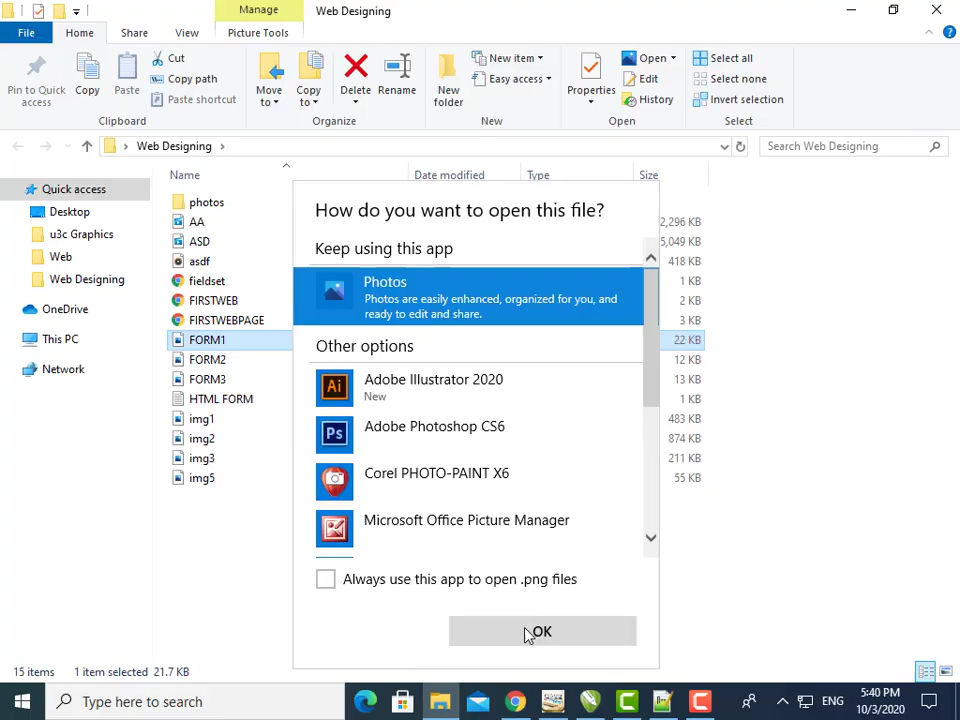 Manage
Web Designing
File
Home
Share
View
Picture Tools
Pin to Quick
access
Copy
Paste
Cut
Copy path
Paste shortcut
Clipboard
Move
to
Copy
to
Delete
Rename
Organize
New
folder
New item
Easy access
New
Properties
Open
Edit
History
Open
Select all
Select none
Invert selection
Select
Web Designing
Search Web Designing
Name
Date modified
Type
Size
Quick access
Desktop
u3c Graphics
Web
Web Designing
OneDrive
This PC
Network
photos
AA
2,296 KB
ASD
5,049 KB
asdf
418 KB
fieldset
1 KB
FIRSTWEB
2 KB
FIRSTWEBPAGE
3 KB
FORM1
22 KB
FORM2
12 KB
FORM3
13 KB
HTML FORM
1 KB
img1
483 KB
img2
874 KB
img3
211 KB
img5
55 KB
How do you want to open this file?
Keep using this app
Photos
Photos are easily enhanced, organized for you, and
ready to edit and share.
Other options
Adobe Illustrator 2020
New
Adobe Photoshop CS6
Corel PHOTO-PAINT X6
Microsoft Office Picture Manager
Always use this app to open .png files
OK
15 items
1 item selected 21.7 KB
Type here to search
ENG
5:40 PM
10/3/2020
Ai
Ps